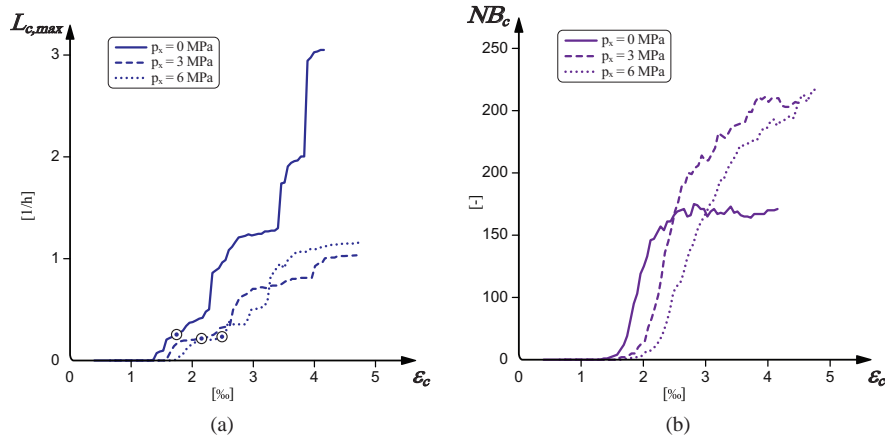 L_{c,max}
p_x = 0 MPa
p_x = 3 MPa
p_x = 6 MPa
3
2
1
0
[1/h]
0 1 2 3 4 5
ε_c
[‰]
(a)
NB_c
p_x = 0 MPa
p_x = 3 MPa
p_x = 6 MPa
250
200
200
150
100
0
[-]
0 1 2 3 4 5
ε_c
[‰]
(b)